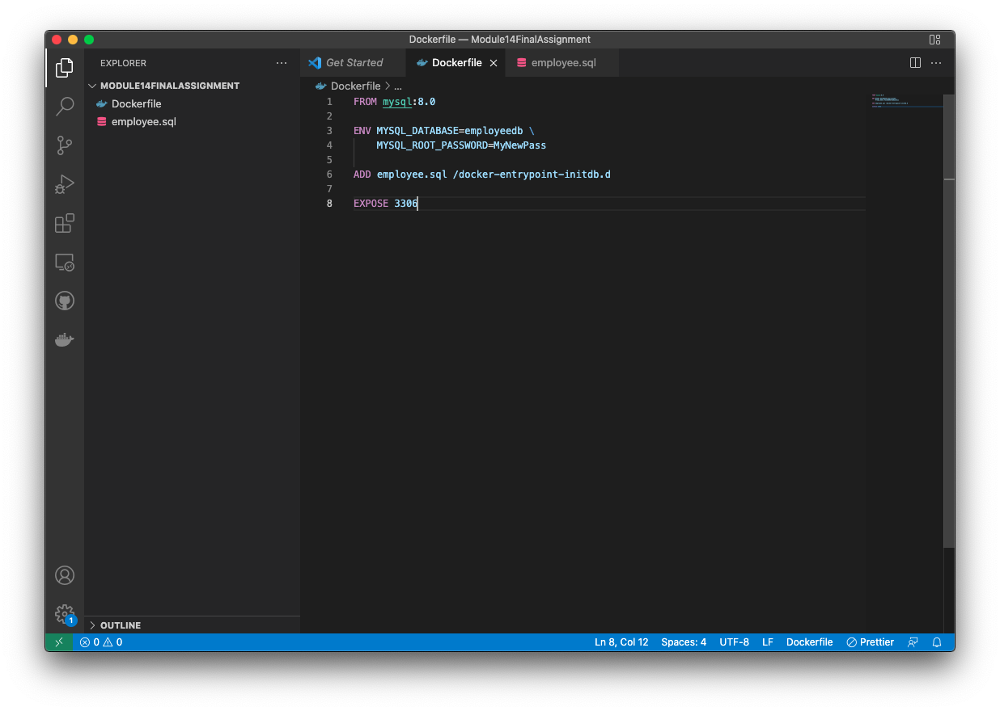 Dockerfile — Module14FinalAssignment
EXPLORER
Get Started
Dockerfile
employee.sql
MODULE14FINALASSIGNMENT
Dockerfile
employee.sql
Dockerfile > ...
1 FROM mysql:8.0
2
3 ENV MYSQL_DATABASE=employeedb \
4 MYSQL_ROOT_PASSWORD=MyNewPass
5
6 ADD employee.sql /docker-entrypoint-initdb.d
7
8 EXPOSE 3306
1
OUTLINE
0 0
Ln 8, Col 12 Spaces: 4 UTF-8 LF Dockerfile Prettier